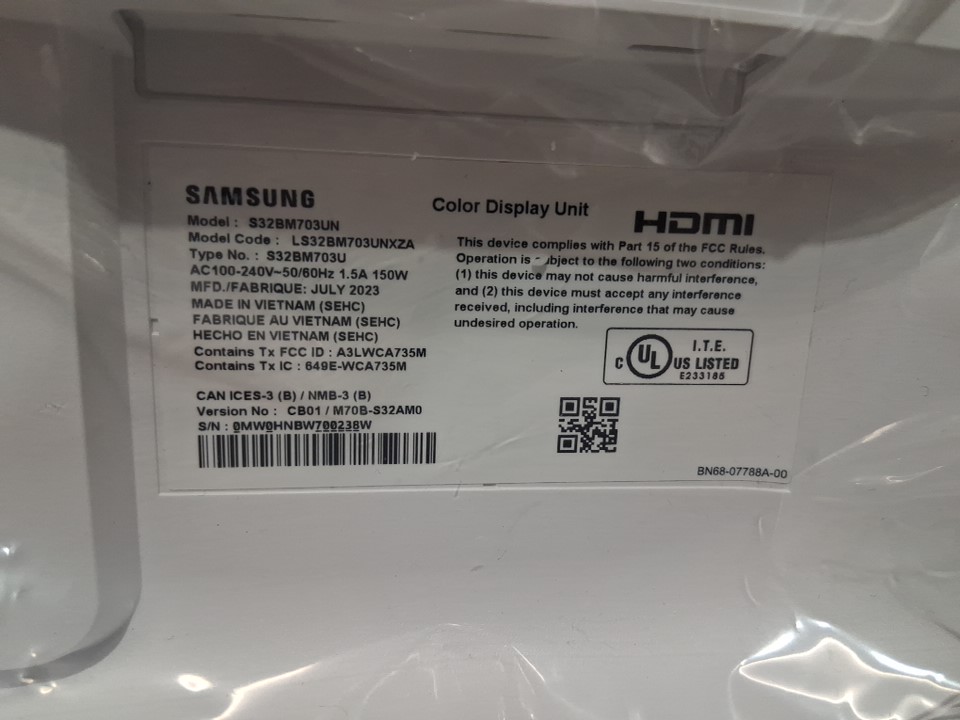 SAMSUNG
Model : S32BM703UN
Model Code : LS32BM703UNXZA
Type No. : S32BM703U
AC100-240V~50/60Hz 1.5A 150W
MFD./FABRIQUE: JULY 2023
MADE IN VIETNAM (SEHC)
FABRIQUE AU VIETNAM (SEHC)
HECHO EN VIETNAM (SEHC)
Contains Tx FCC ID : A3LWCA735M
Contains Tx IC : 649E-WCA735M
CAN ICES-3 (B) / NMB-3 (B)
Version No : CB01 / M70B-S32AM0
S/N : 0MW0HNBW700238W
Color Display Unit
HDMI
This device complies with Part 15 of the FCC Rules.
Operation is subject to the following two conditions:
(1) this device may not cause harmful interference,
and (2) this device must accept any interference
received, including interference that may cause
undesired operation.
C UL US LISTED
I.T.E.
E233185
BN68-07788A-00